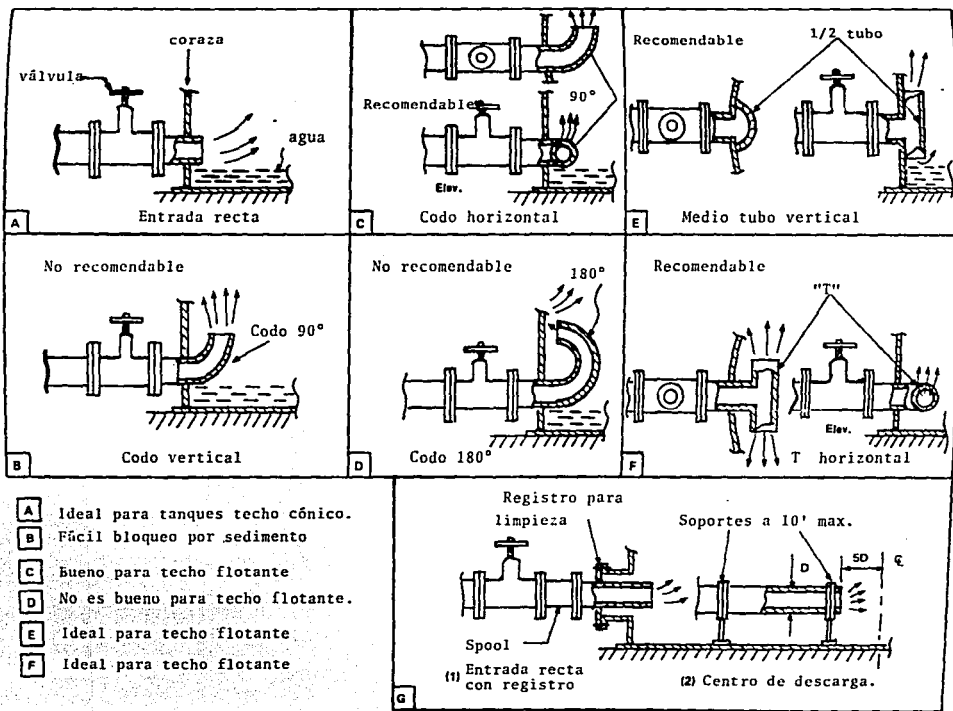 coraza
válvula
agua
A
Entrada recta
Recomendable
90°
Elev.
C
Codo horizontal
Recomendable
1/2 tubo
E
Medio tubo vertical
No recomendable
Codo 90°
B
Codo vertical
No recomendable
180°
D
Codo 180°
Recomendable
"T"
Elev.
F
T horizontal
A Ideal para tanques techo cónico.
B Fácil bloqueo por sedimento
C Bueno para techo flotante
D No es bueno para techo flotante.
E Ideal para techo flotante
F Ideal para techo flotante
Registro para
limpieza
Soportes a 10' max.
D
5D
℄
Spool
(1) Entrada recta
con registro
(2) Centro de descarga.
G